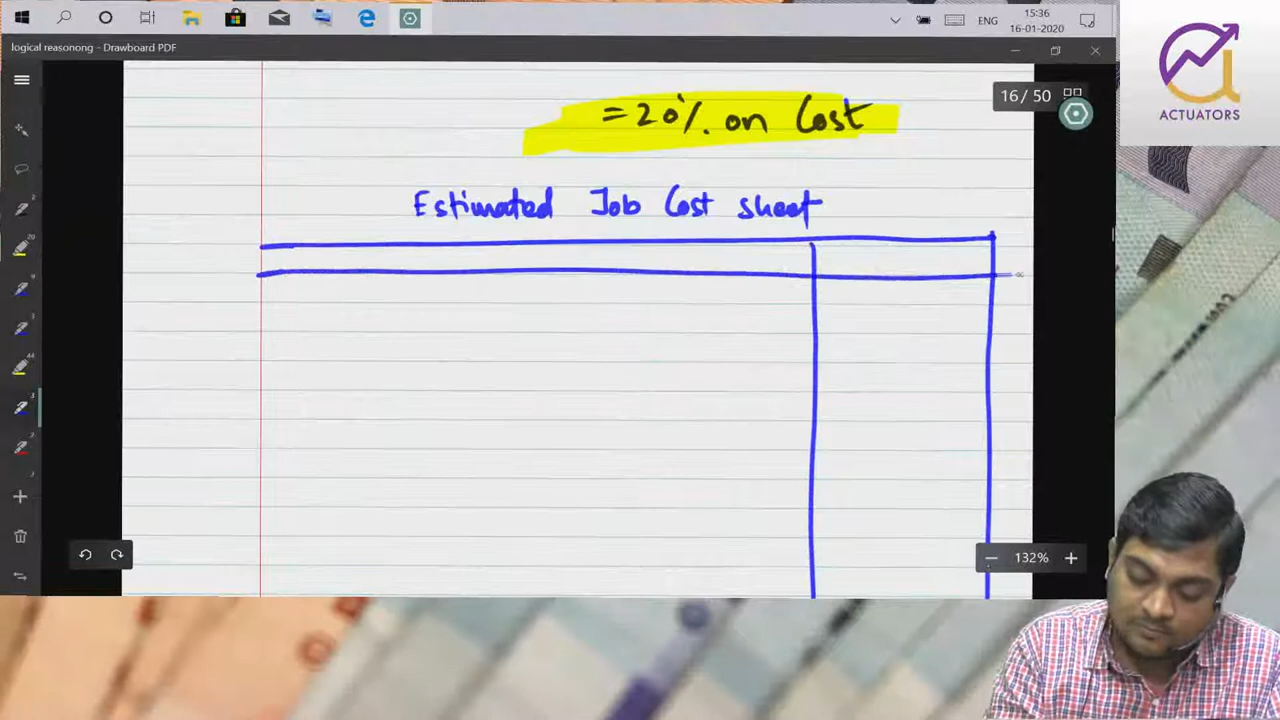 15:36
ENG
16-01-2020
logical reasonong - Drawboard PDF
16 / 50
ACTUATORS
= 20% on Cost
Estimated Job Cost sheet
132%